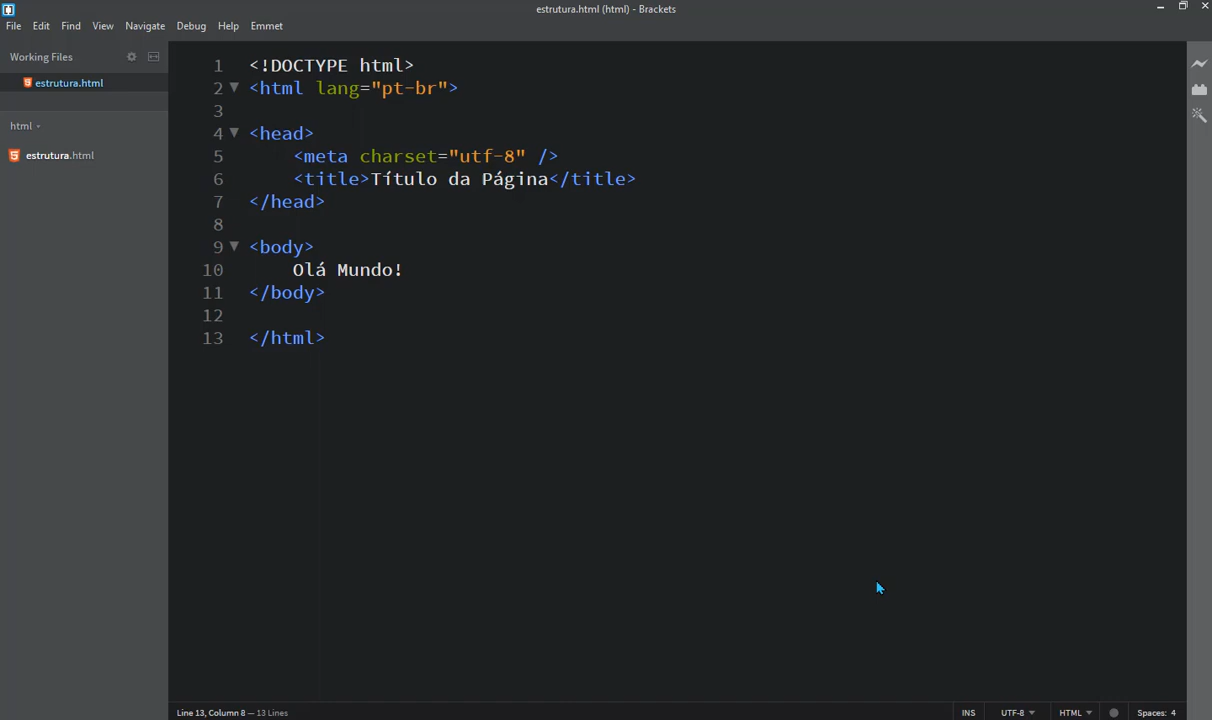 estrutura.html (html) - Brackets
File Edit Find View Navigate Debug Help Emmet
Working Files
estrutura.html
html
estrutura.html
1 <!DOCTYPE html>
2 <html lang="pt-br">
3
4 <head>
5 <meta charset="utf-8" />
6 <title>Título da Página</title>
7 </head>
8
9 <body>
10 Olá Mundo!
11 </body>
12
13 </html>
Line 13, Column 8 — 13 Lines INS UTF-8 HTML Spaces: 4